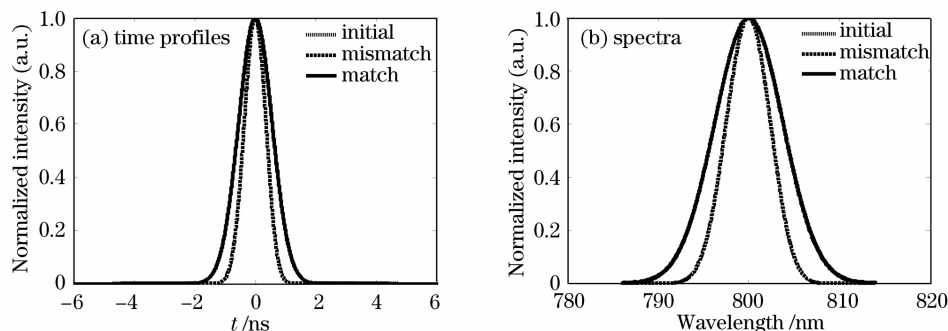 (a) time profiles
initial
mismatch
match
Normalized intensity (a.u.)
1.0
0.8
0.6
0.4
0.2
0
−6
−4
−2
0
2
4
6
t /ns
(b) spectra
initial
mismatch
match
Normalized intensity (a.u.)
1.0
0.8
0.6
0.4
0.2
0
780
790
800
810
820
Wavelength /nm